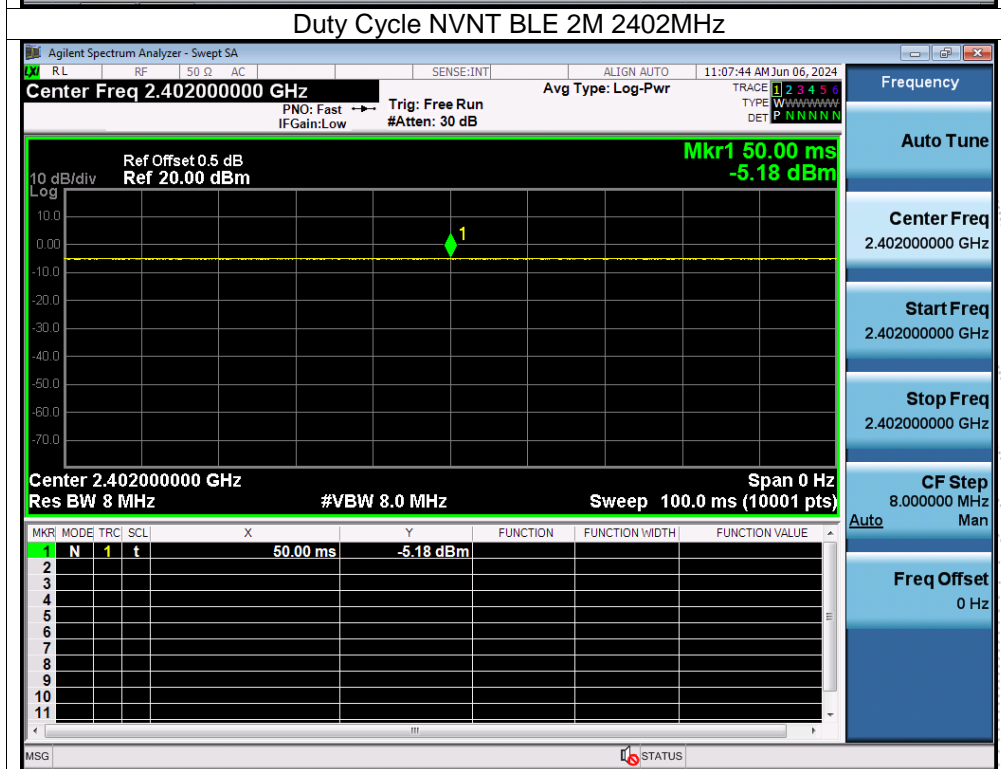 Duty Cycle NVNT BLE 2M 2402MHz
Agilent Spectrum Analyzer - Swept SA
LXI RL RF 50 Ω AC SENSE:INT ALIGN AUTO 11:07:44 AM Jun 06, 2024
Center Freq 2.402000000 GHz
PNO: Fast
IFGain:Low
Trig: Free Run
#Atten: 30 dB
Avg Type: Log-Pwr
TRACE 1 2 3 4 5 6
TYPE WWWWWWW
DET P N N N N N
Frequency
Auto Tune
Center Freq
2.402000000 GHz
Start Freq
2.402000000 GHz
Stop Freq
2.402000000 GHz
CF Step
8.000000 MHz
Auto Man
Freq Offset
0 Hz
Mkr1 50.00 ms
-5.18 dBm
Ref Offset 0.5 dB
10 dB/div Ref 20.00 dBm
Log
10.0
0.00
-10.0
-20.0
-30.0
-40.0
-50.0
-60.0
-70.0
1
Center 2.402000000 GHz Span 0 Hz
Res BW 8 MHz #VBW 8.0 MHz Sweep 100.0 ms (10001 pts)
MKR MODE TRC SCL X Y FUNCTION FUNCTION WIDTH FUNCTION VALUE
1 N 1 t 50.00 ms -5.18 dBm
2
3
4
5
6
7
8
9
10
11
MSG STATUS